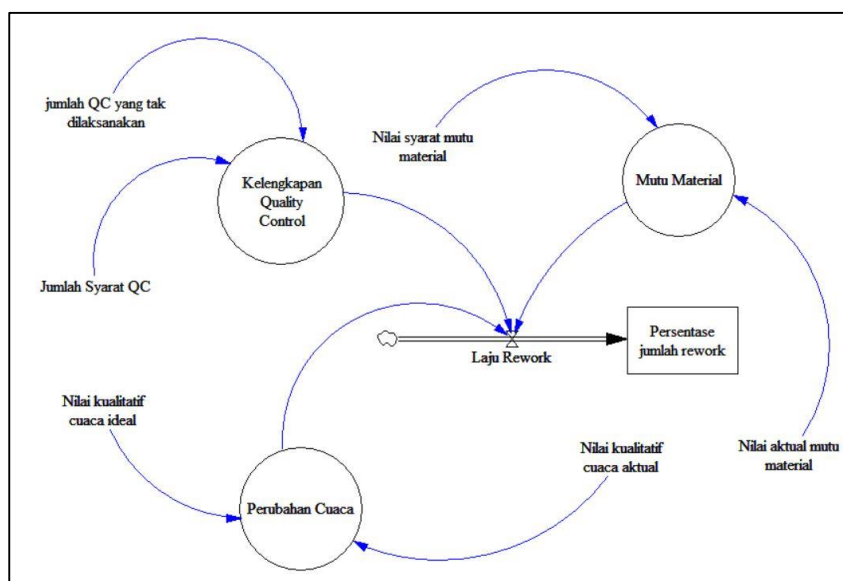 jumlah QC yang tak
dilaksanakan
Nilai syarat mutu
material
Kelengkapan
Quality
Control
Mutu Material
Jumlah Syarat QC
Laju Rework
Persentase
jumlah rework
Nilai kualitatif
cuaca ideal
Nilai kualitatif
cuaca aktual
Nilai aktual mutu
material
Perubahan Cuaca